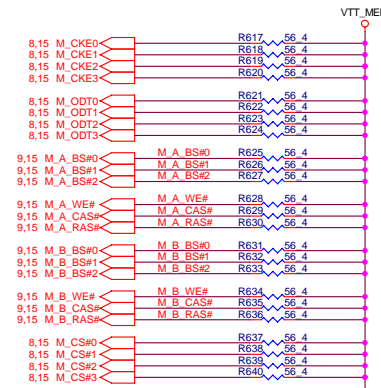 VTT_MEM
8,15 M_CKE0 R617 56_4
8,15 M_CKE1 R618 56_4
8,15 M_CKE2 R619 56_4
8,15 M_CKE3 R620 56_4
8,15 M_ODT0 R621 56_4
8,15 M_ODT1 R622 56_4
8,15 M_ODT2 R623 56_4
8,15 M_ODT3 R624 56_4
9,15 M_A_BS#0 M_A_BS#0 R625 56_4
9,15 M_A_BS#1 M_A_BS#1 R626 56_4
9,15 M_A_BS#2 M_A_BS#2 R627 56_4
9,15 M_A_WE# M_A_WE# R628 56_4
9,15 M_A_CAS# M_A_CAS# R629 56_4
9,15 M_A_RAS# M_A_RAS# R630 56_4
9,15 M_B_BS#0 M_B_BS#0 R631 56_4
9,15 M_B_BS#1 M_B_BS#1 R632 56_4
9,15 M_B_BS#2 M_B_BS#2 R633 56_4
9,15 M_B_WE# M_B_WE# R634 56_4
9,15 M_B_CAS# M_B_CAS# R635 56_4
9,15 M_B_RAS# M_B_RAS# R636 56_4
8,15 M_CS#0 R637 56_4
8,15 M_CS#1 R638 56_4
8,15 M_CS#2 R639 56_4
8,15 M_CS#3 R640 56_4